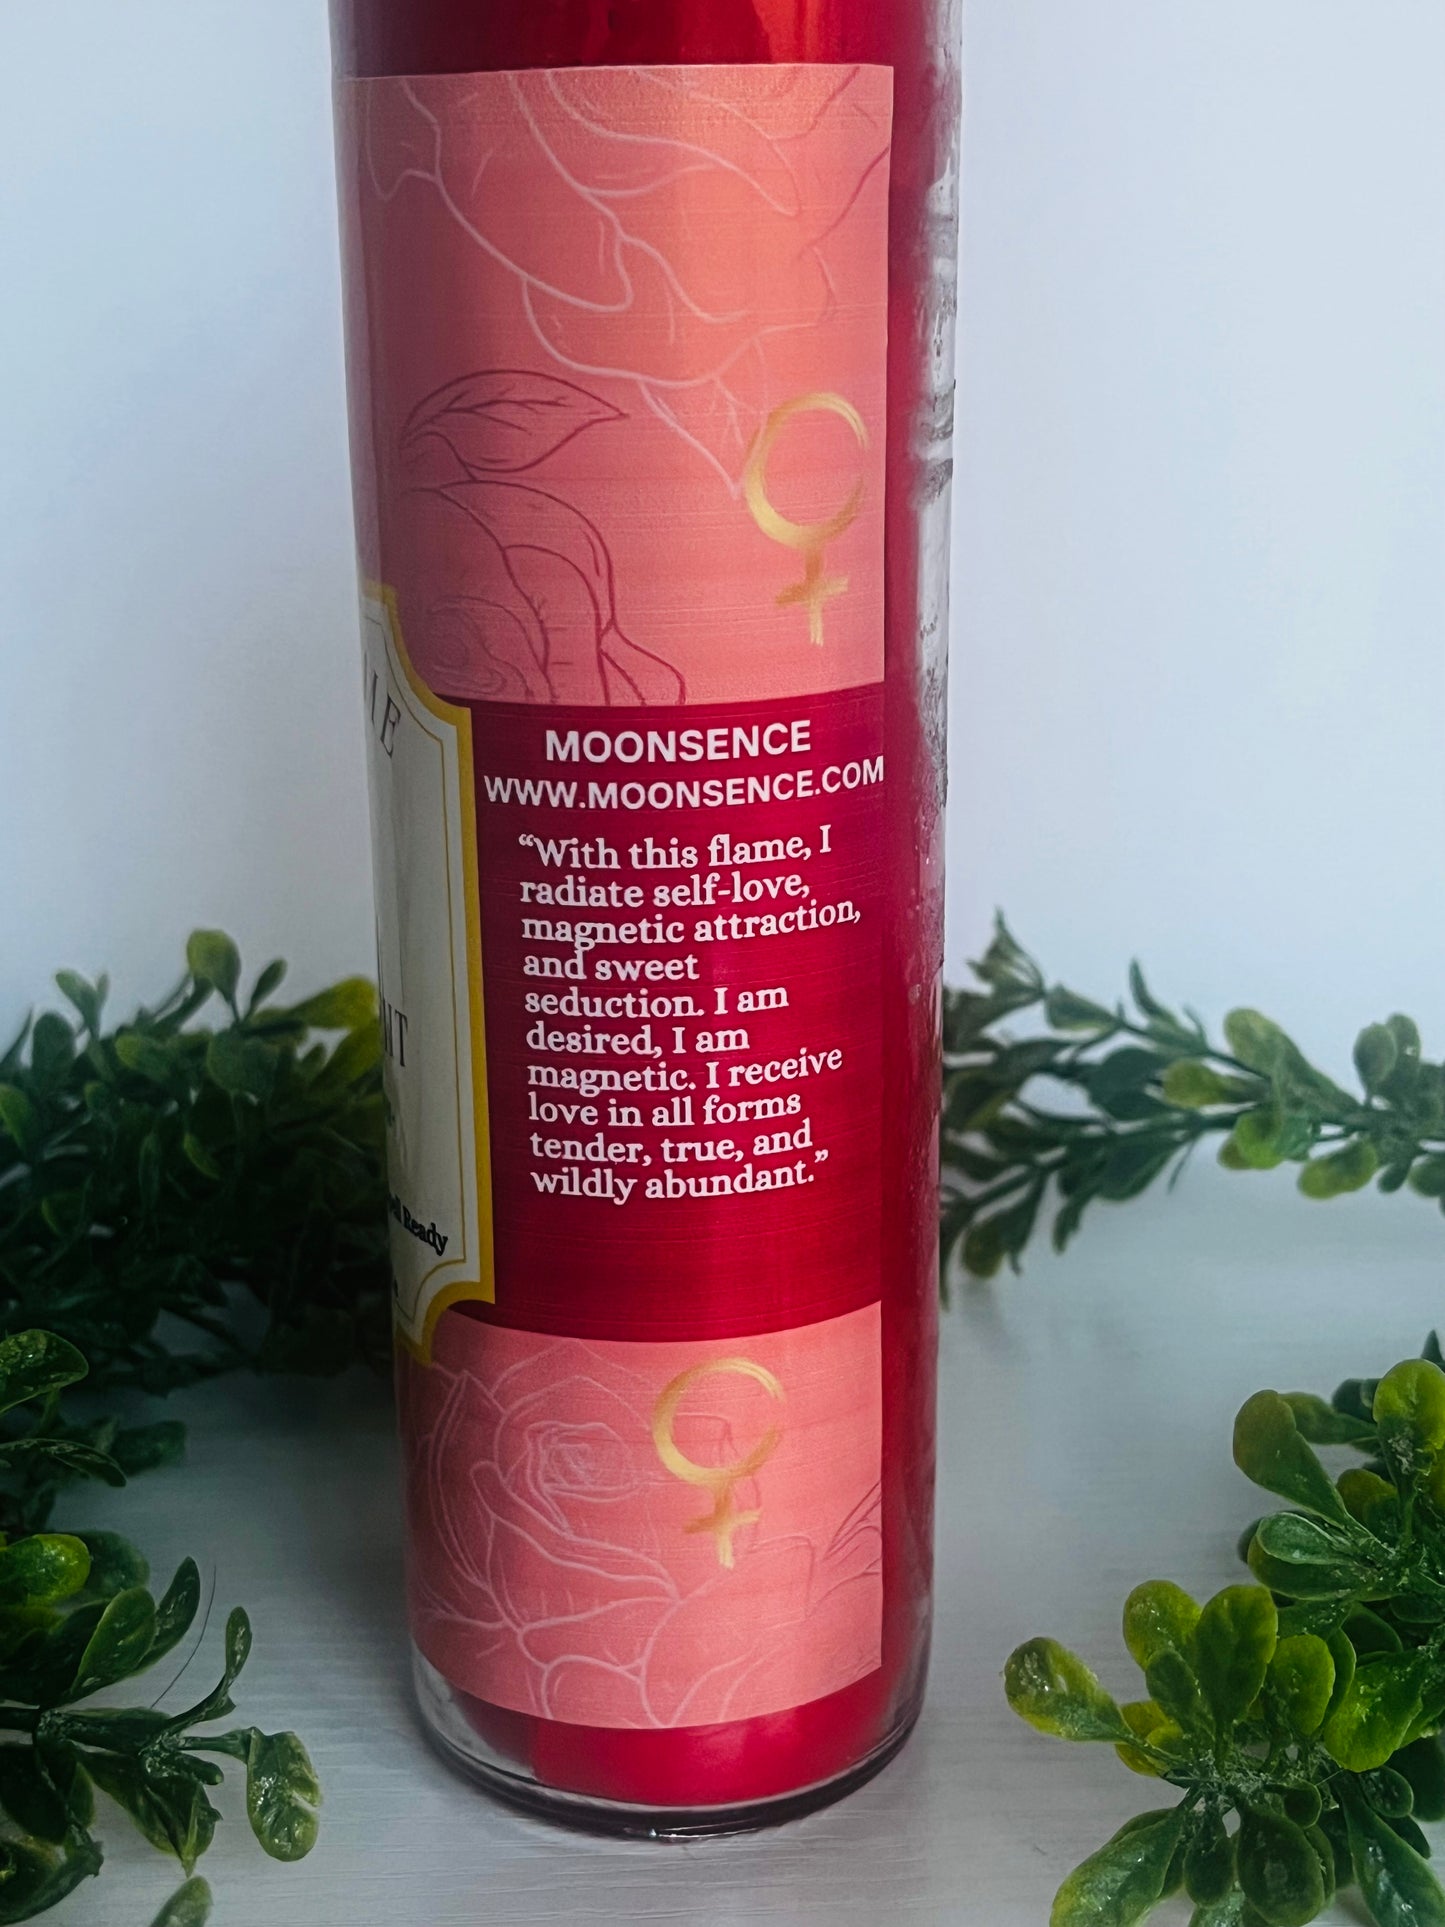 MOONSENCE
WWW.MOONSENCE.COM
“With this flame, I
radiate self-love,
magnetic attraction,
and sweet
seduction. I am
desired, I am
magnetic. I receive
love in all forms
tender, true, and
wildly abundant.”
Ready